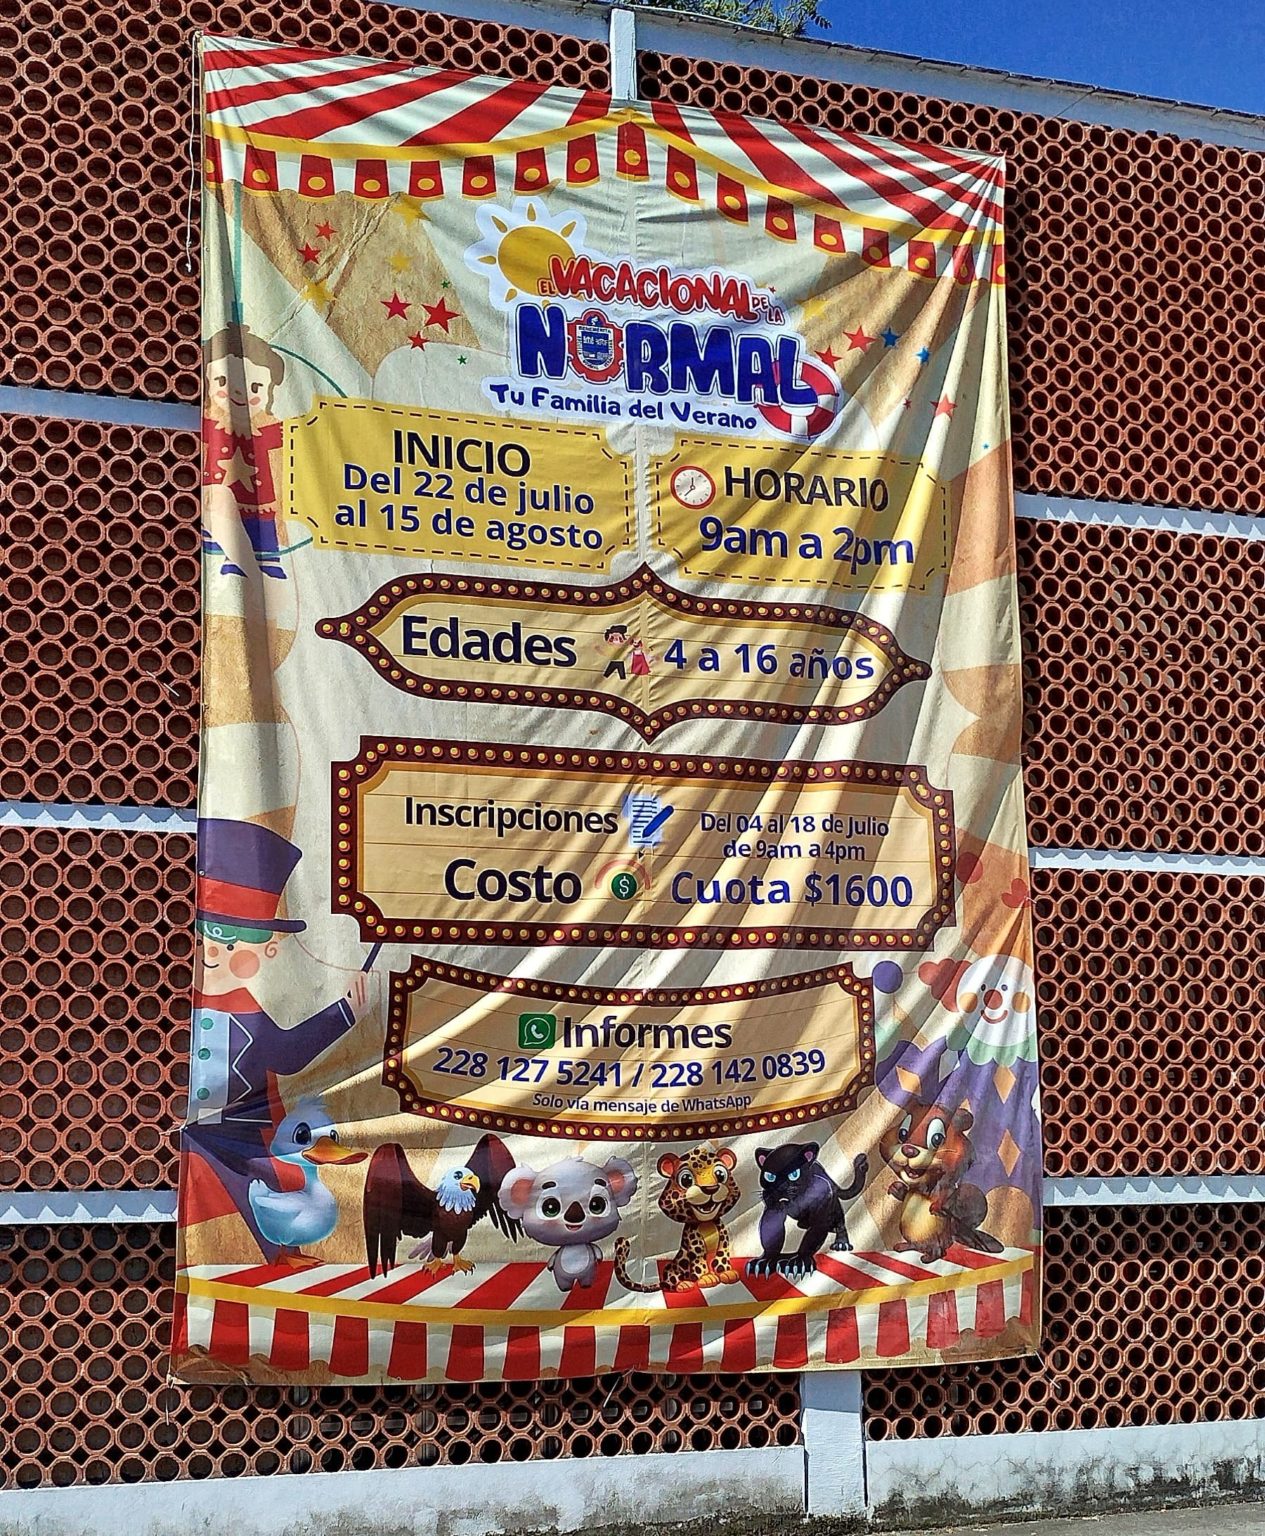 EL VACACIONAL DE LA
NORMAL
Tu Familia del Verano
INICIO
Del 22 de julio
al 15 de agosto
HORARIO
9am a 2pm
Edades 4 a 16 años
Inscripciones
Del 04 al 18 de Julio
de 9am a 4pm
Costo $ Cuota $1600
Informes
228 127 5241 / 228 142 0839
Solo vía mensaje de WhatsApp